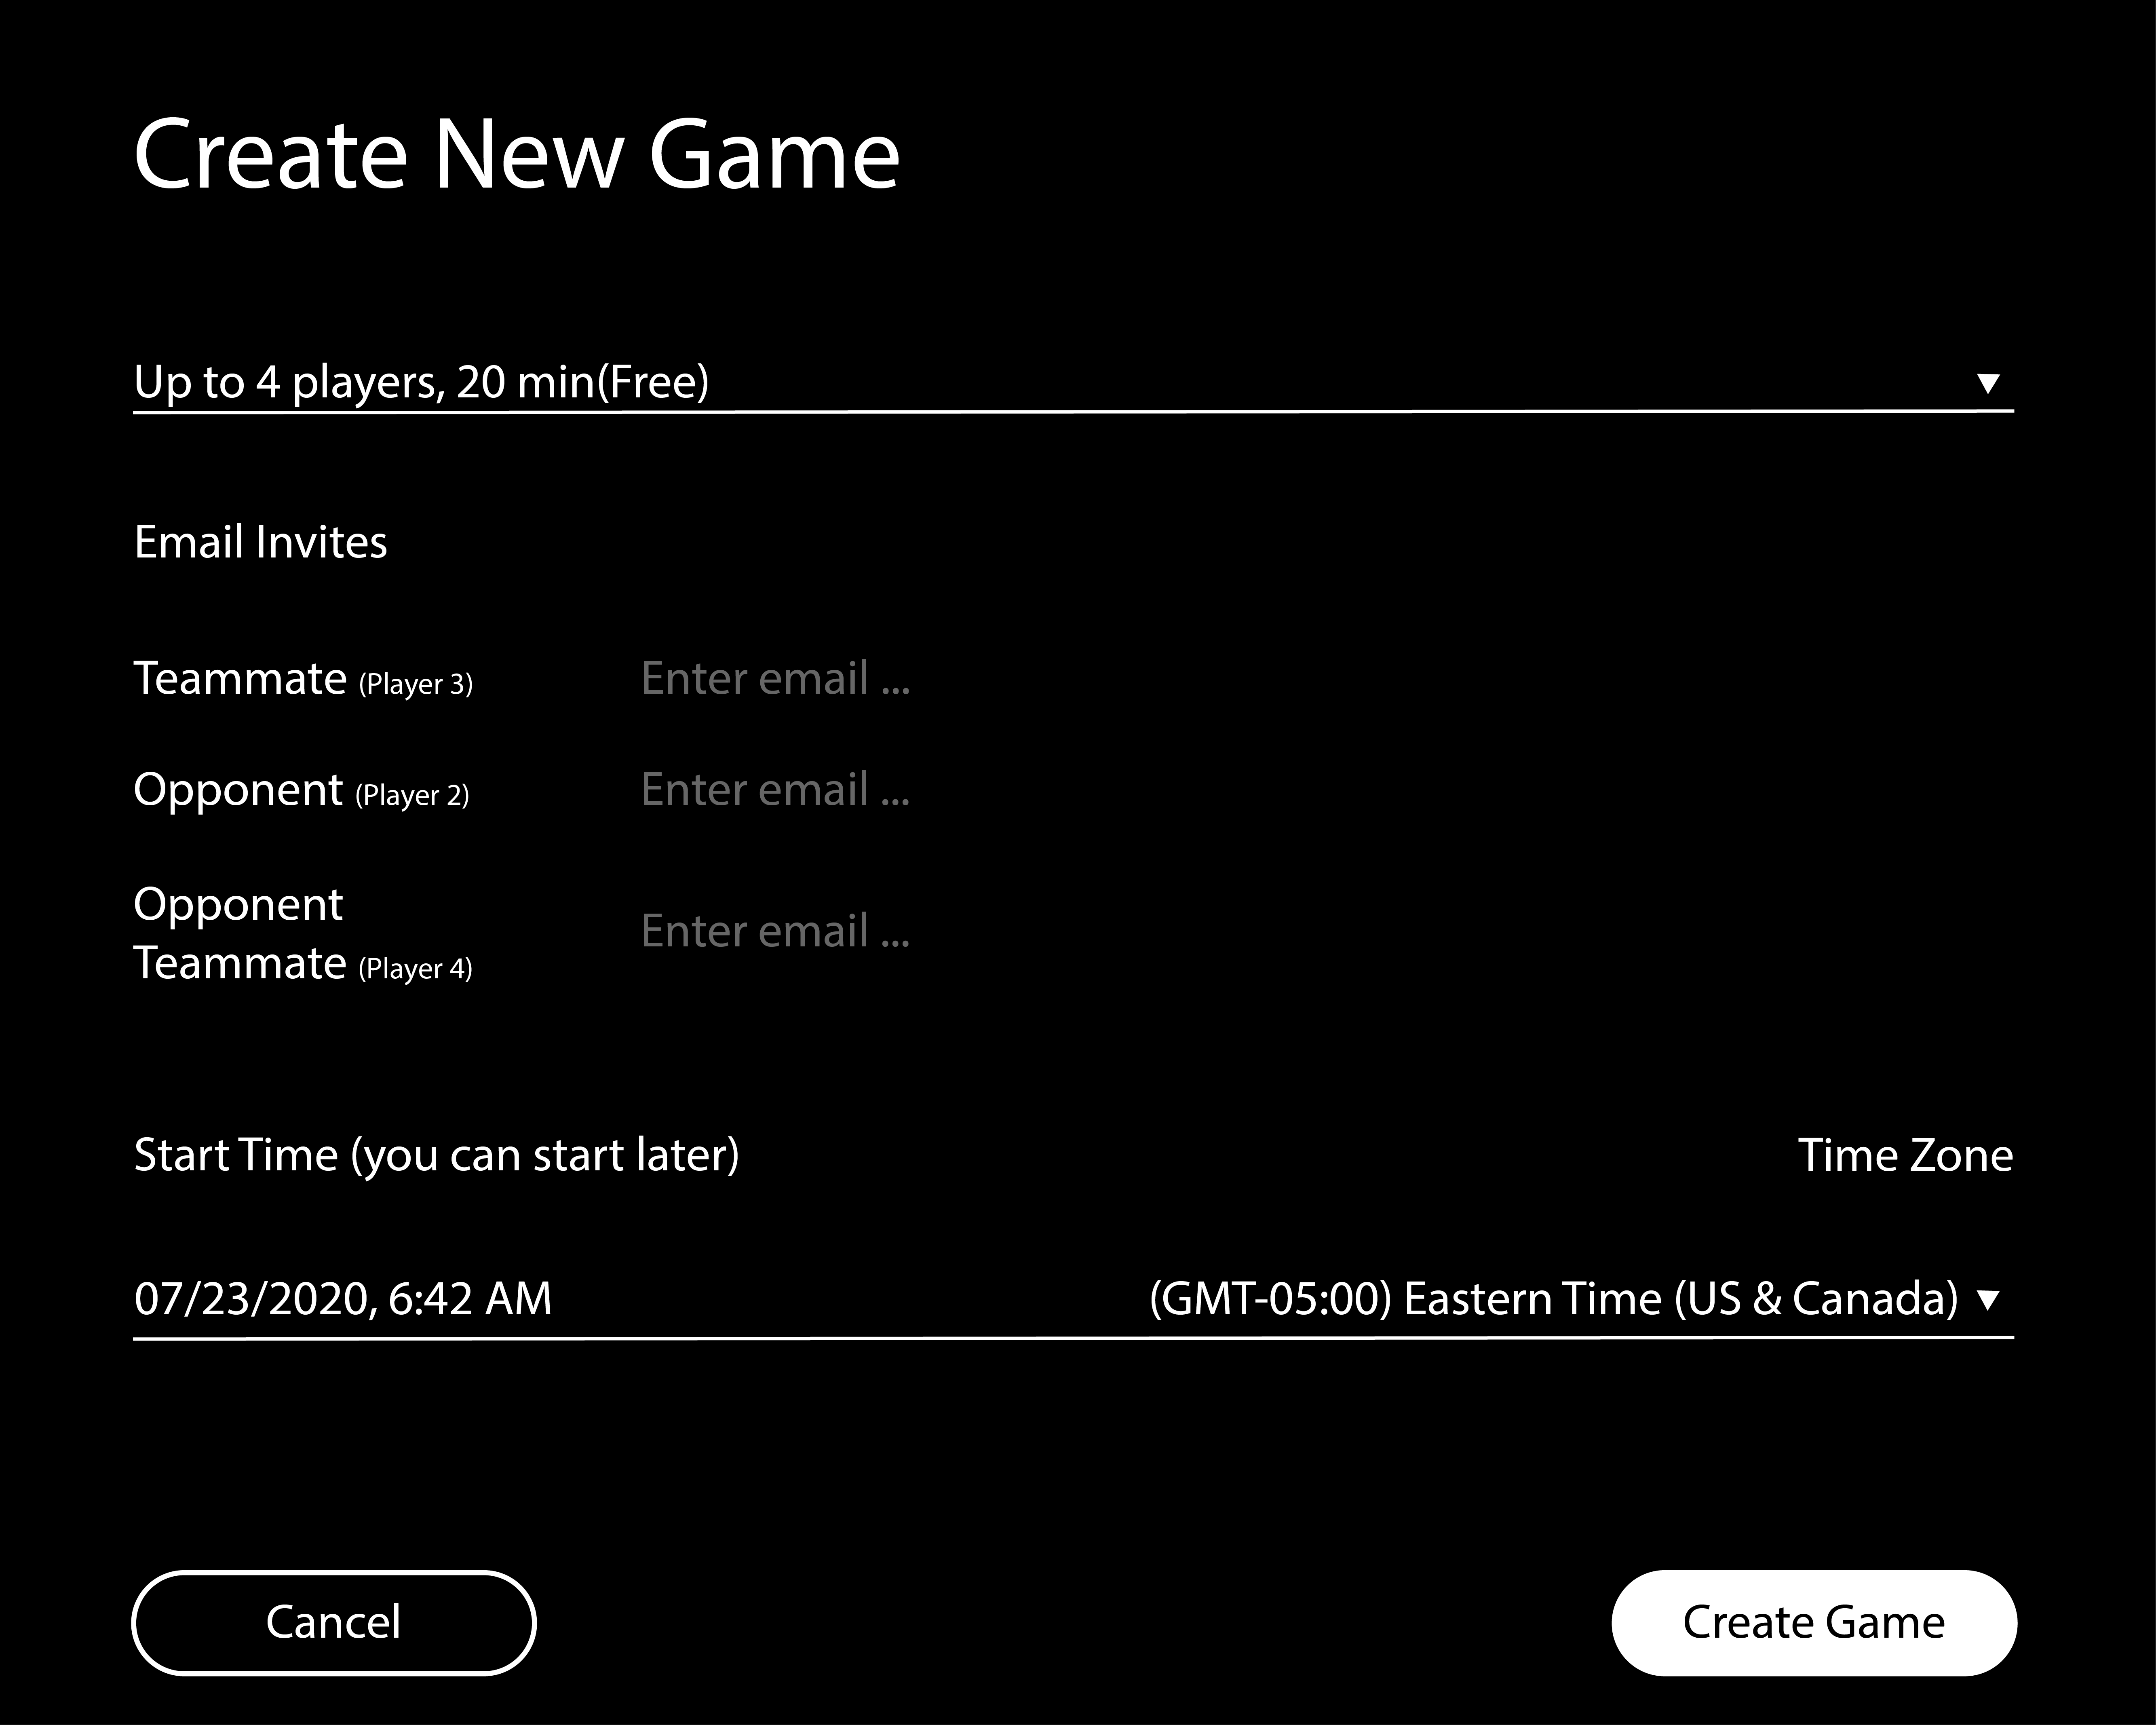 Create New Game
Up to 4 players, 20 min(Free)
Email Invites
Teammate (Player 3) Enter email ...
Opponent (Player 2) Enter email ...
Opponent
Teammate (Player 4) Enter email ...
Start Time (you can start later) Time Zone
07/23/2020, 6:42 AM (GMT-05:00) Eastern Time (US & Canada)
Cancel Create Game